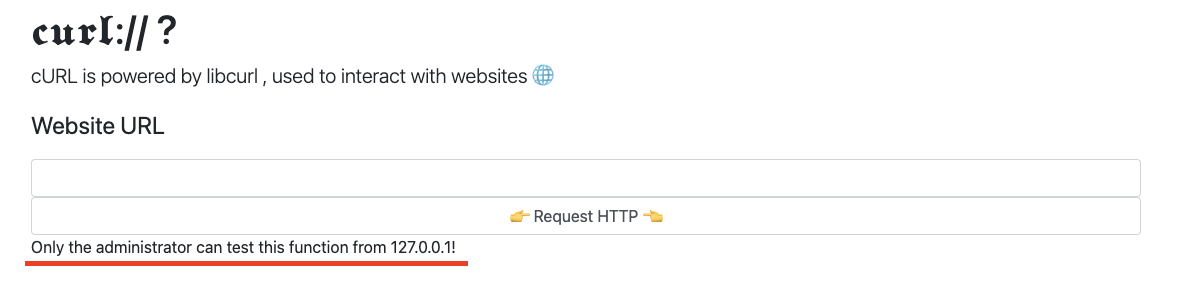 𝖈𝖚𝖗𝖑:// ?
cURL is powered by libcurl , used to interact with websites 🌐
Website URL
👉 Request HTTP 👈
Only the administrator can test this function from 127.0.0.1!